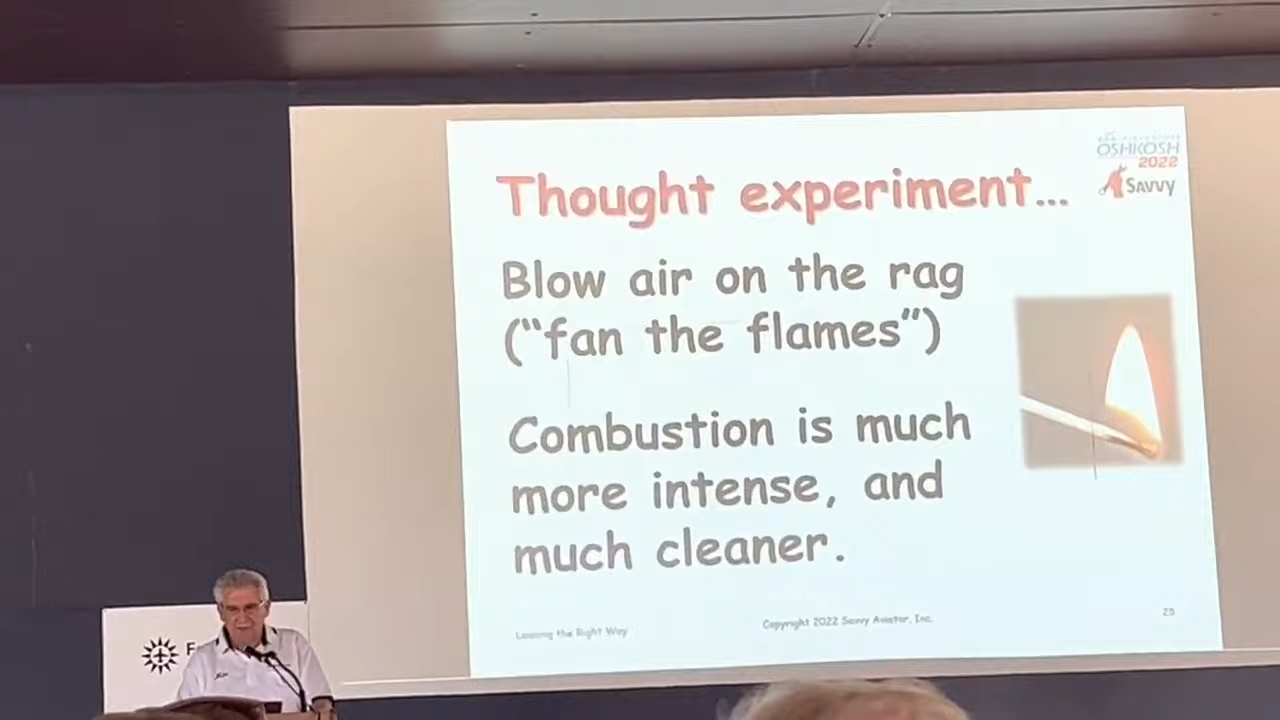 OSHKOSH
2022
SAVVY
Thought experiment...
Blow air on the rag
(“fan the flames”)
Combustion is much
more intense, and
much cleaner.
Leaning the Right Way
Copyright 2022 Savvy Aviator, Inc.
25